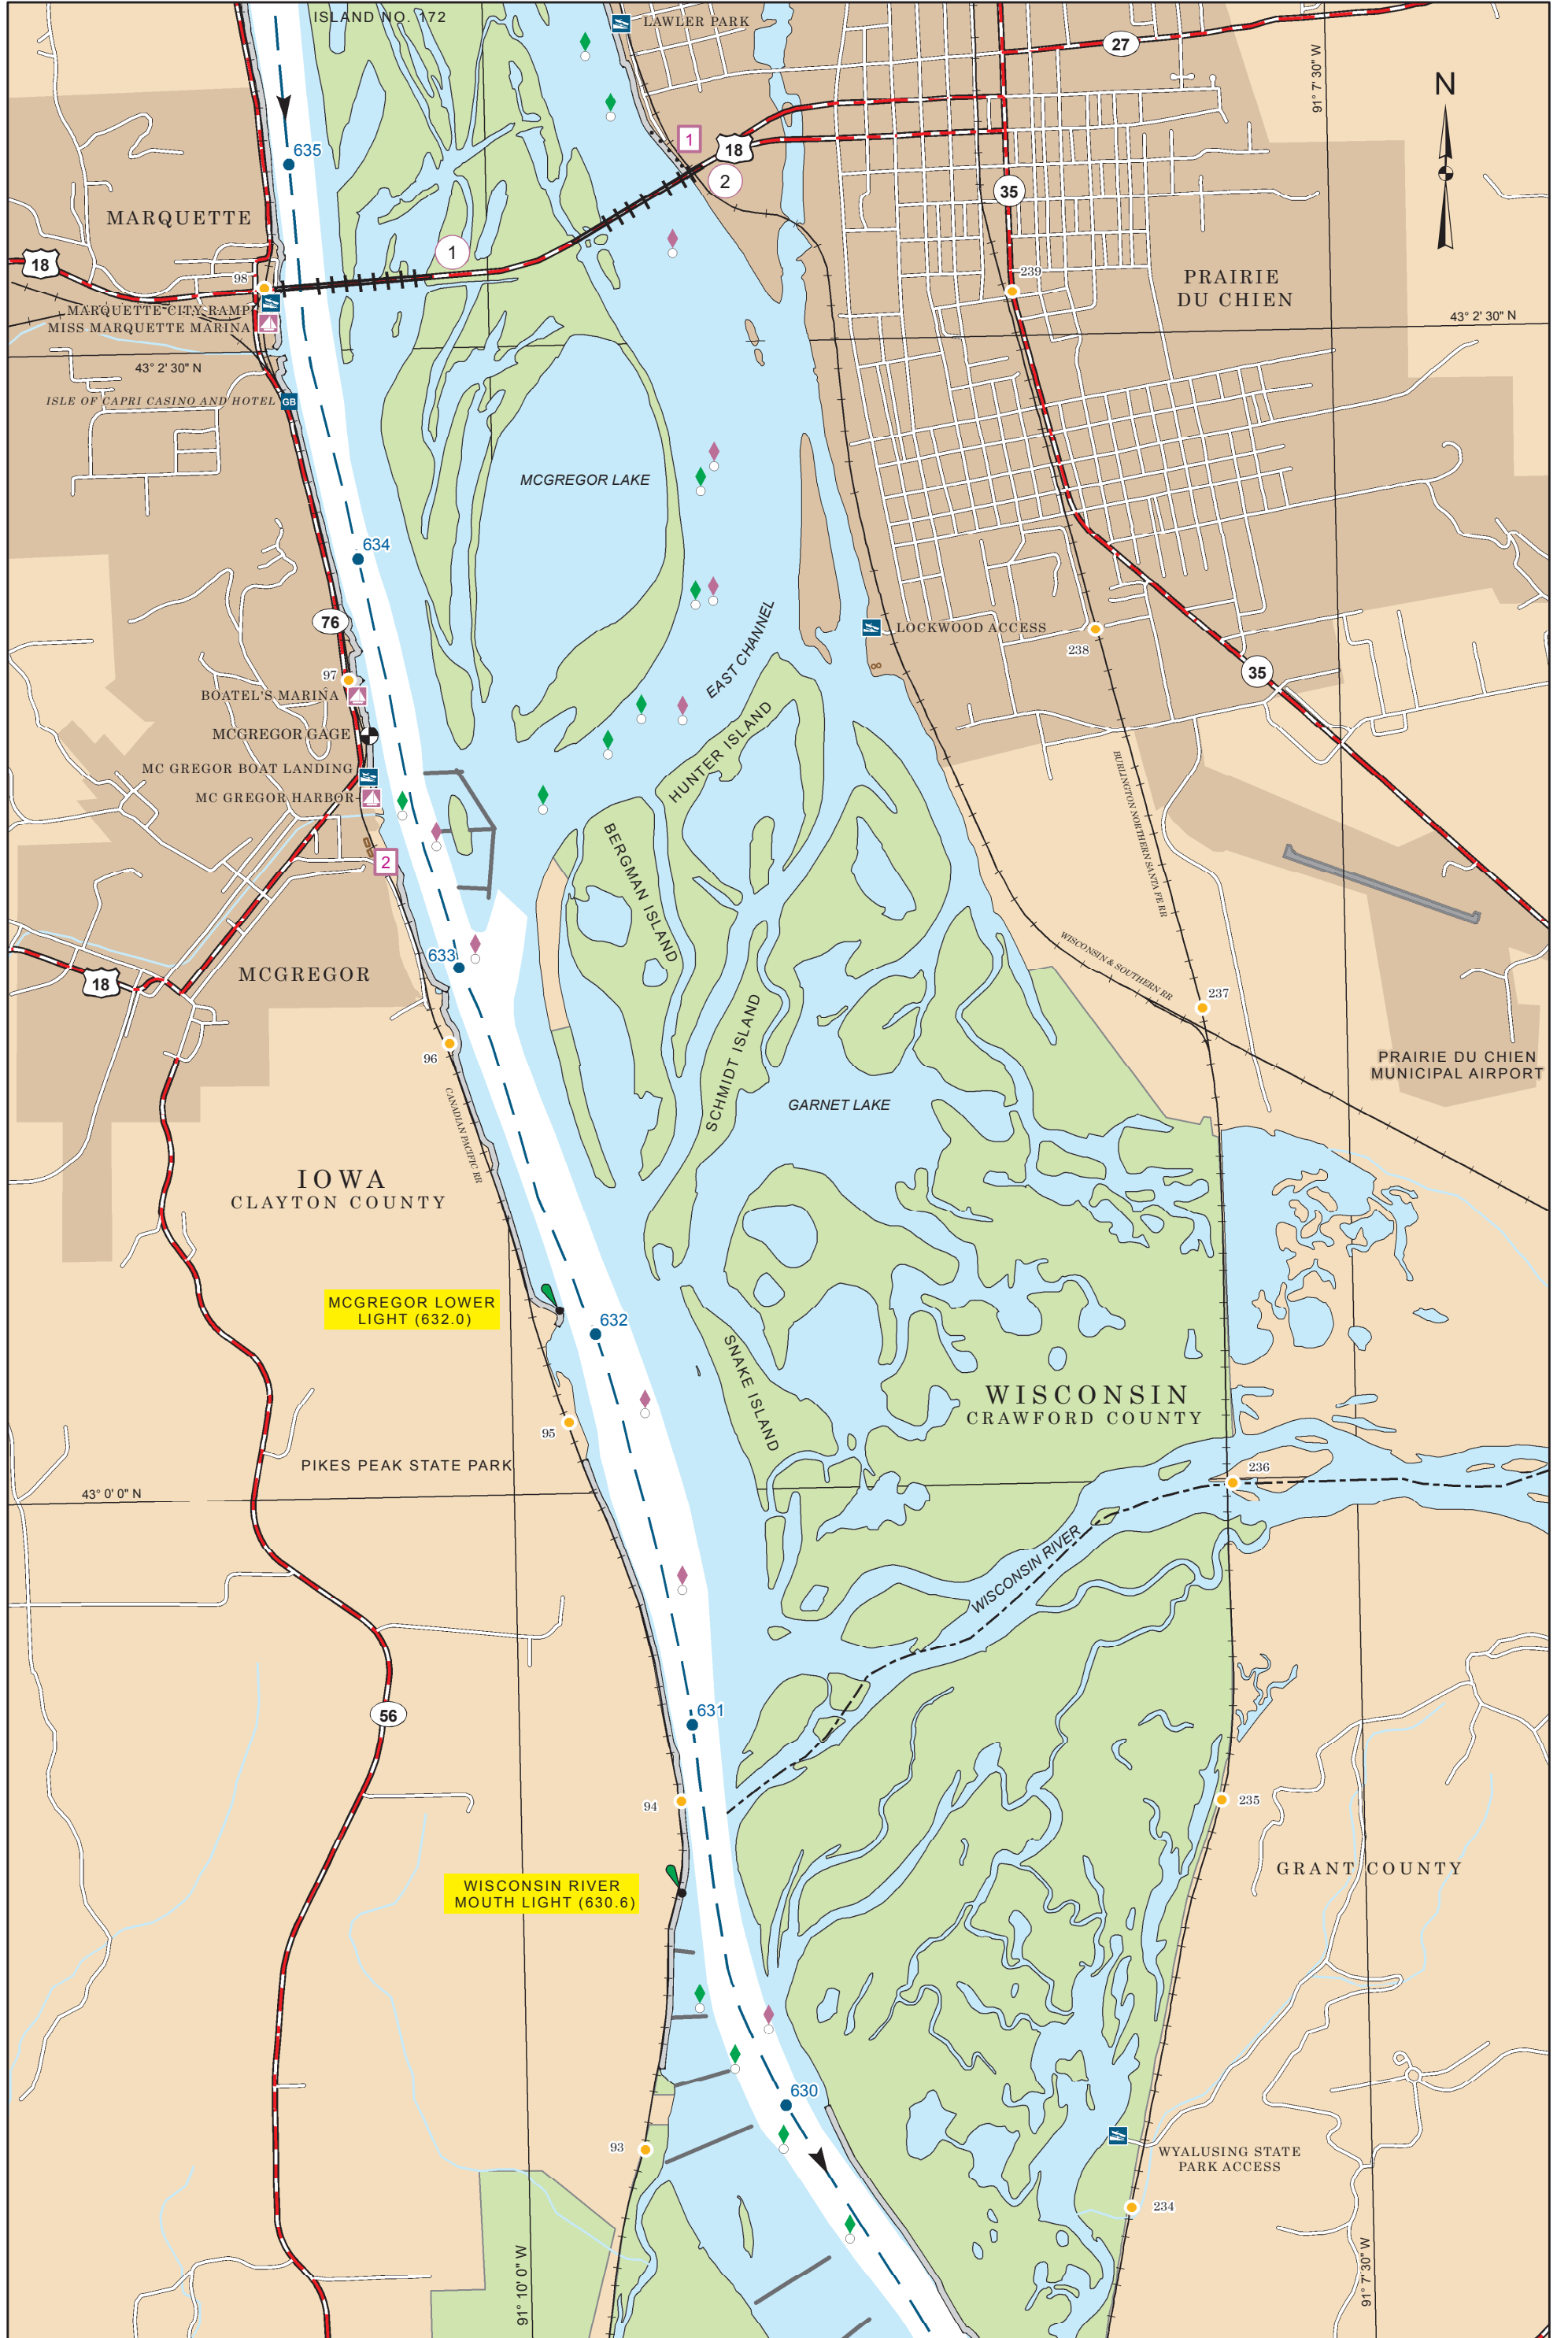 ISLAND NO. 172
LAWLER PARK
27
91° 7' 30" W
N
635
1
18
2
35
MARQUETTE
18
1
98
239
PRAIRIE
DU CHIEN
MARQUETTE CITY RAMP
MISS MARQUETTE MARINA
43° 2' 30" N
43° 2' 30" N
ISLE OF CAPRI CASINO AND HOTEL
GB
MCGREGOR LAKE
634
76
LOCKWOOD ACCESS
238
35
EAST CHANNEL
97
BOATEL'S MARINA
MCGREGOR GAGE
HUNTER ISLAND
MC GREGOR BOAT LANDING
MC GREGOR HARBOR
BURLINGTON NORTHERN SANTA FE RR
2
BERGMAN ISLAND
633
MCGREGOR
18
WISCONSIN & SOUTHERN RR
237
96
SCHMIDT ISLAND
PRAIRIE DU CHIEN
MUNICIPAL AIRPORT
CANADIAN PACIFIC RR
GARNET LAKE
IOWA
CLAYTON COUNTY
MCGREGOR LOWER
LIGHT (632.0)
632
SNAKE ISLAND
WISCONSIN
CRAWFORD COUNTY
95
PIKES PEAK STATE PARK
236
43° 0' 0" N
WISCONSIN RIVER
631
56
94
235
GRANT COUNTY
WISCONSIN RIVER
MOUTH LIGHT (630.6)
630
93
WYALUSING STATE
PARK ACCESS
234
91° 10' 0" W
91° 7' 30" W